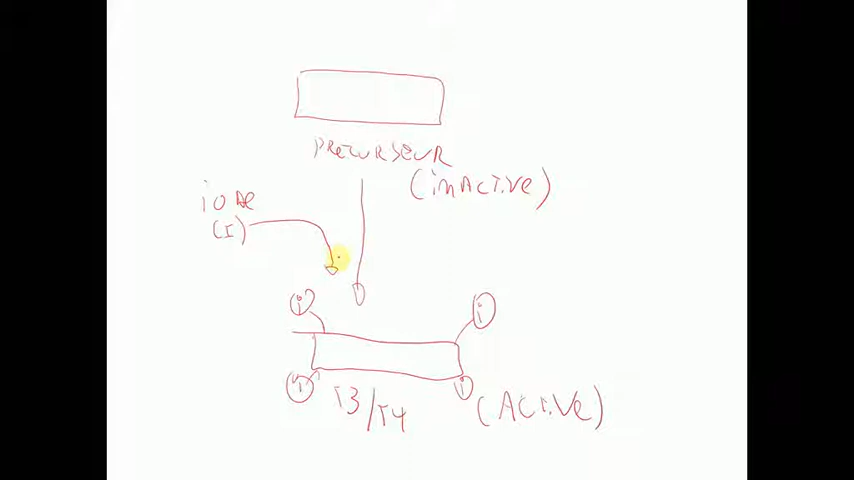 PRECURSEUR
(inActive)
iode
(I)
i
i
i
i
T3/T4
(Active)